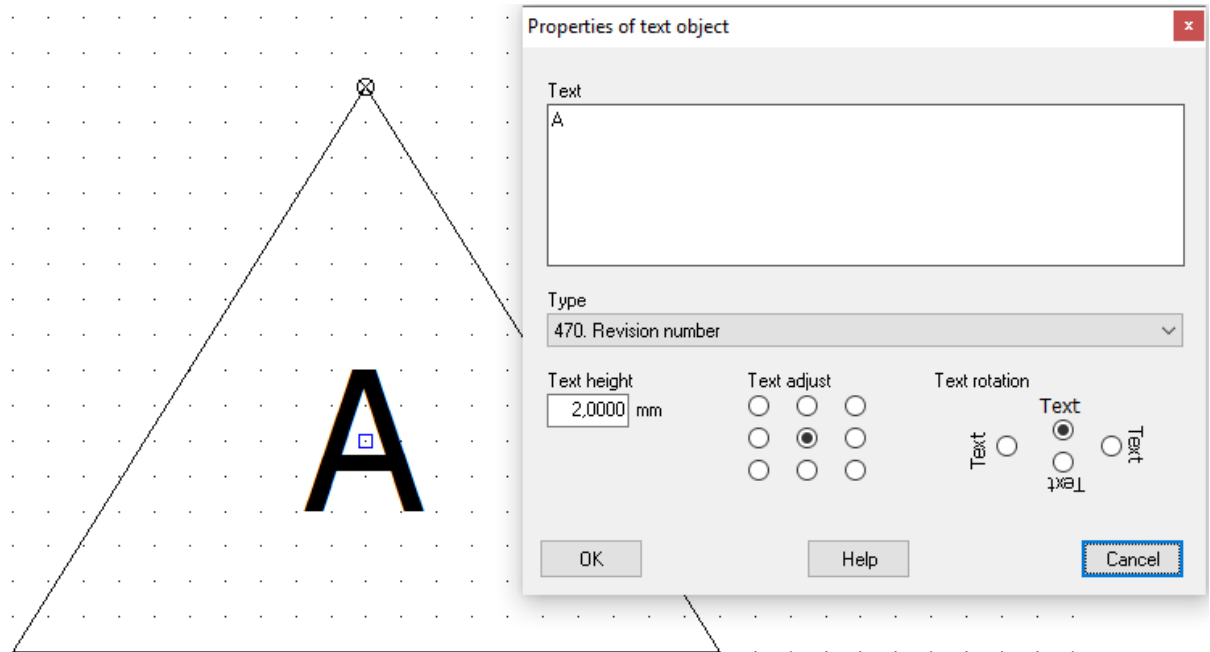 Properties of text object
x
Text
A
Type
470. Revision number
Text height
Text adjust
Text rotation
2,0000 mm
Text
Text
Text
Text
A
OK
Help
Cancel